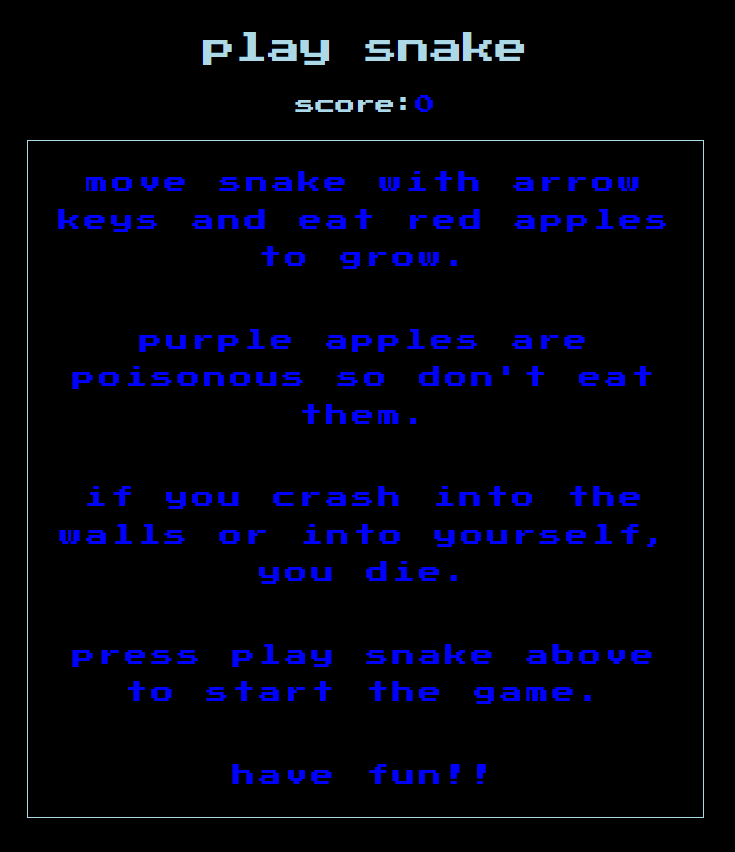 play snake
score:0
move snake with arrow
keys and eat red apples
to grow.
purple apples are
poisonous so don't eat
them.
if you crash into the
walls or into yourself,
you die.
press play snake above
to start the game.
have fun!!